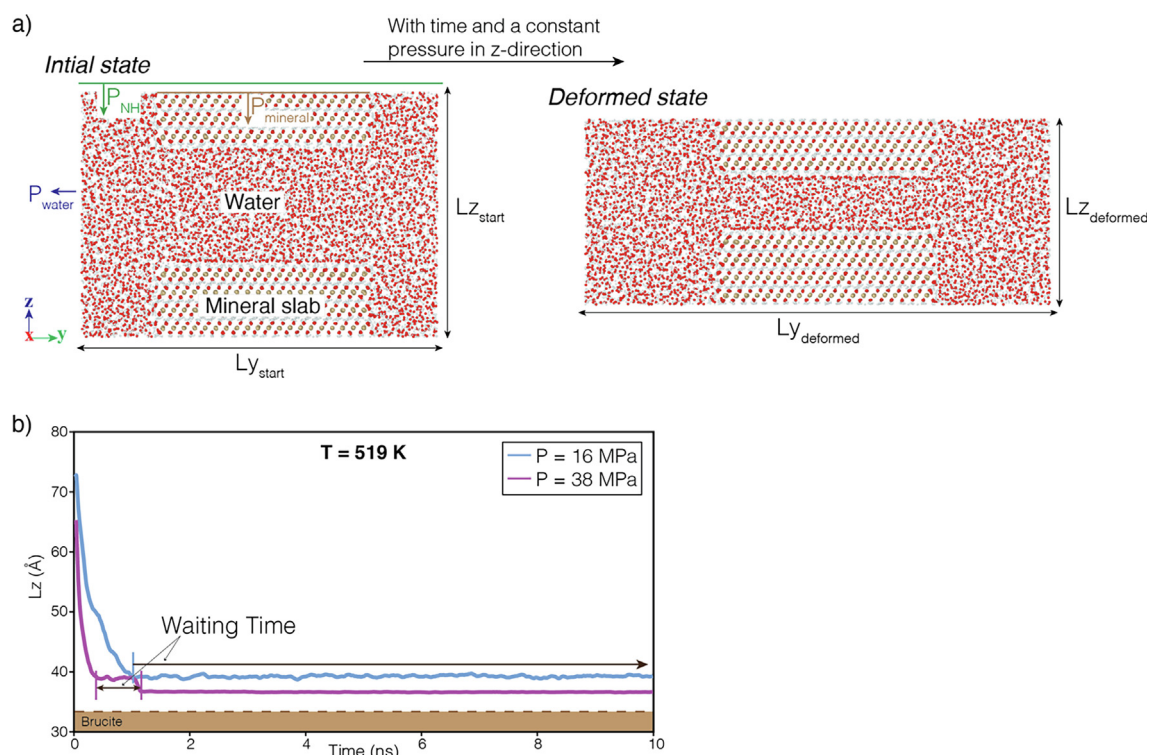 a)
With time and a constant
pressure in z-direction
Intial state
Deformed state
P NH
P mineral
P water
Water
Lz start
Lz deformed
Mineral slab
z
x y
Ly start
Ly deformed
b)
80
T = 519 K
P = 16 MPa
P = 38 MPa
70
60
Lz (Å)
50
Waiting Time
40
Brucite
30
0 2 4 6 8 10
Time (ns)